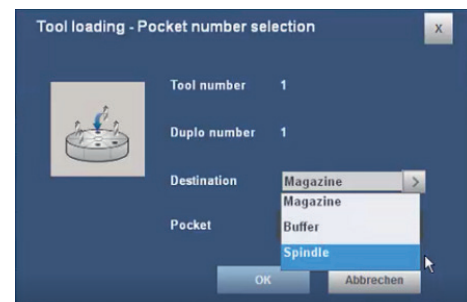 Tool loading - Pocket number selection
x
Tool number 1
Duplo number 1
Destination Magazine >
Magazine
Pocket Buffer
Spindle
OK Abbrechen